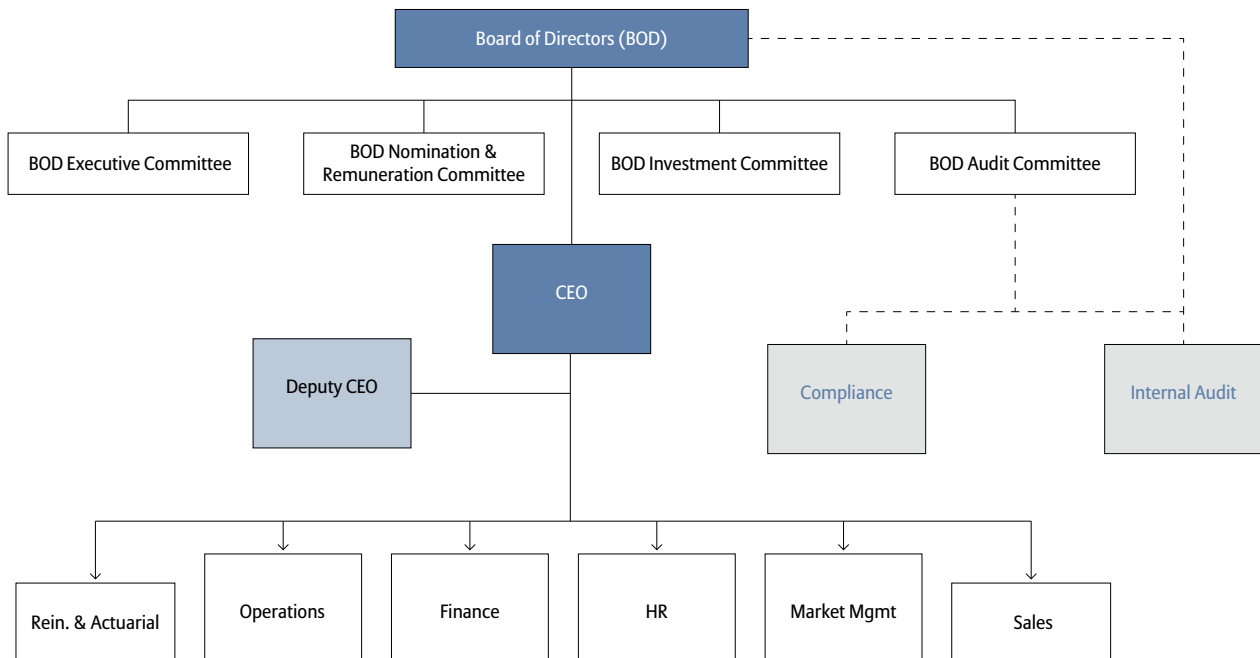 Board of Directors (BOD)
BOD Executive Committee
BOD Nomination &
Remuneration Committee
BOD Investment Committee
BOD Audit Committee
CEO
Deputy CEO
Compliance
Internal Audit
Rein. & Actuarial
Operations
Finance
HR
Market Mgmt
Sales